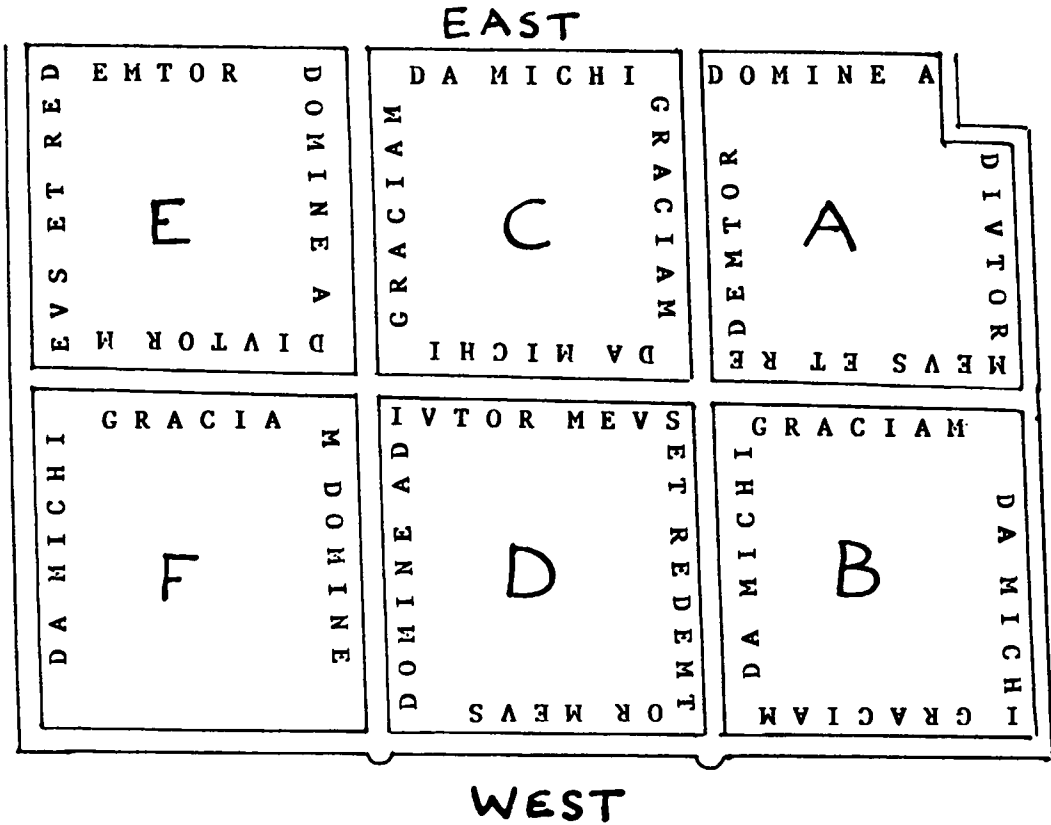 EAST
DOMINE A
DIVTOR M
EVS ET RED
EMTOR
E
DA MICHI
GRACIAM
DA MICHI
GRACIAM
C
DOMINE A
DIVTOR
MEVS ET RE
DEMTOR
A
DA MICHI
GRACIA
M DOMINE
F
DOMINE AD
IVTOR MEVS
ET REDEMT
OR MEVS
D
DA MICHI
GRACIAM
DA MICH
I GRACIAM
B
WEST